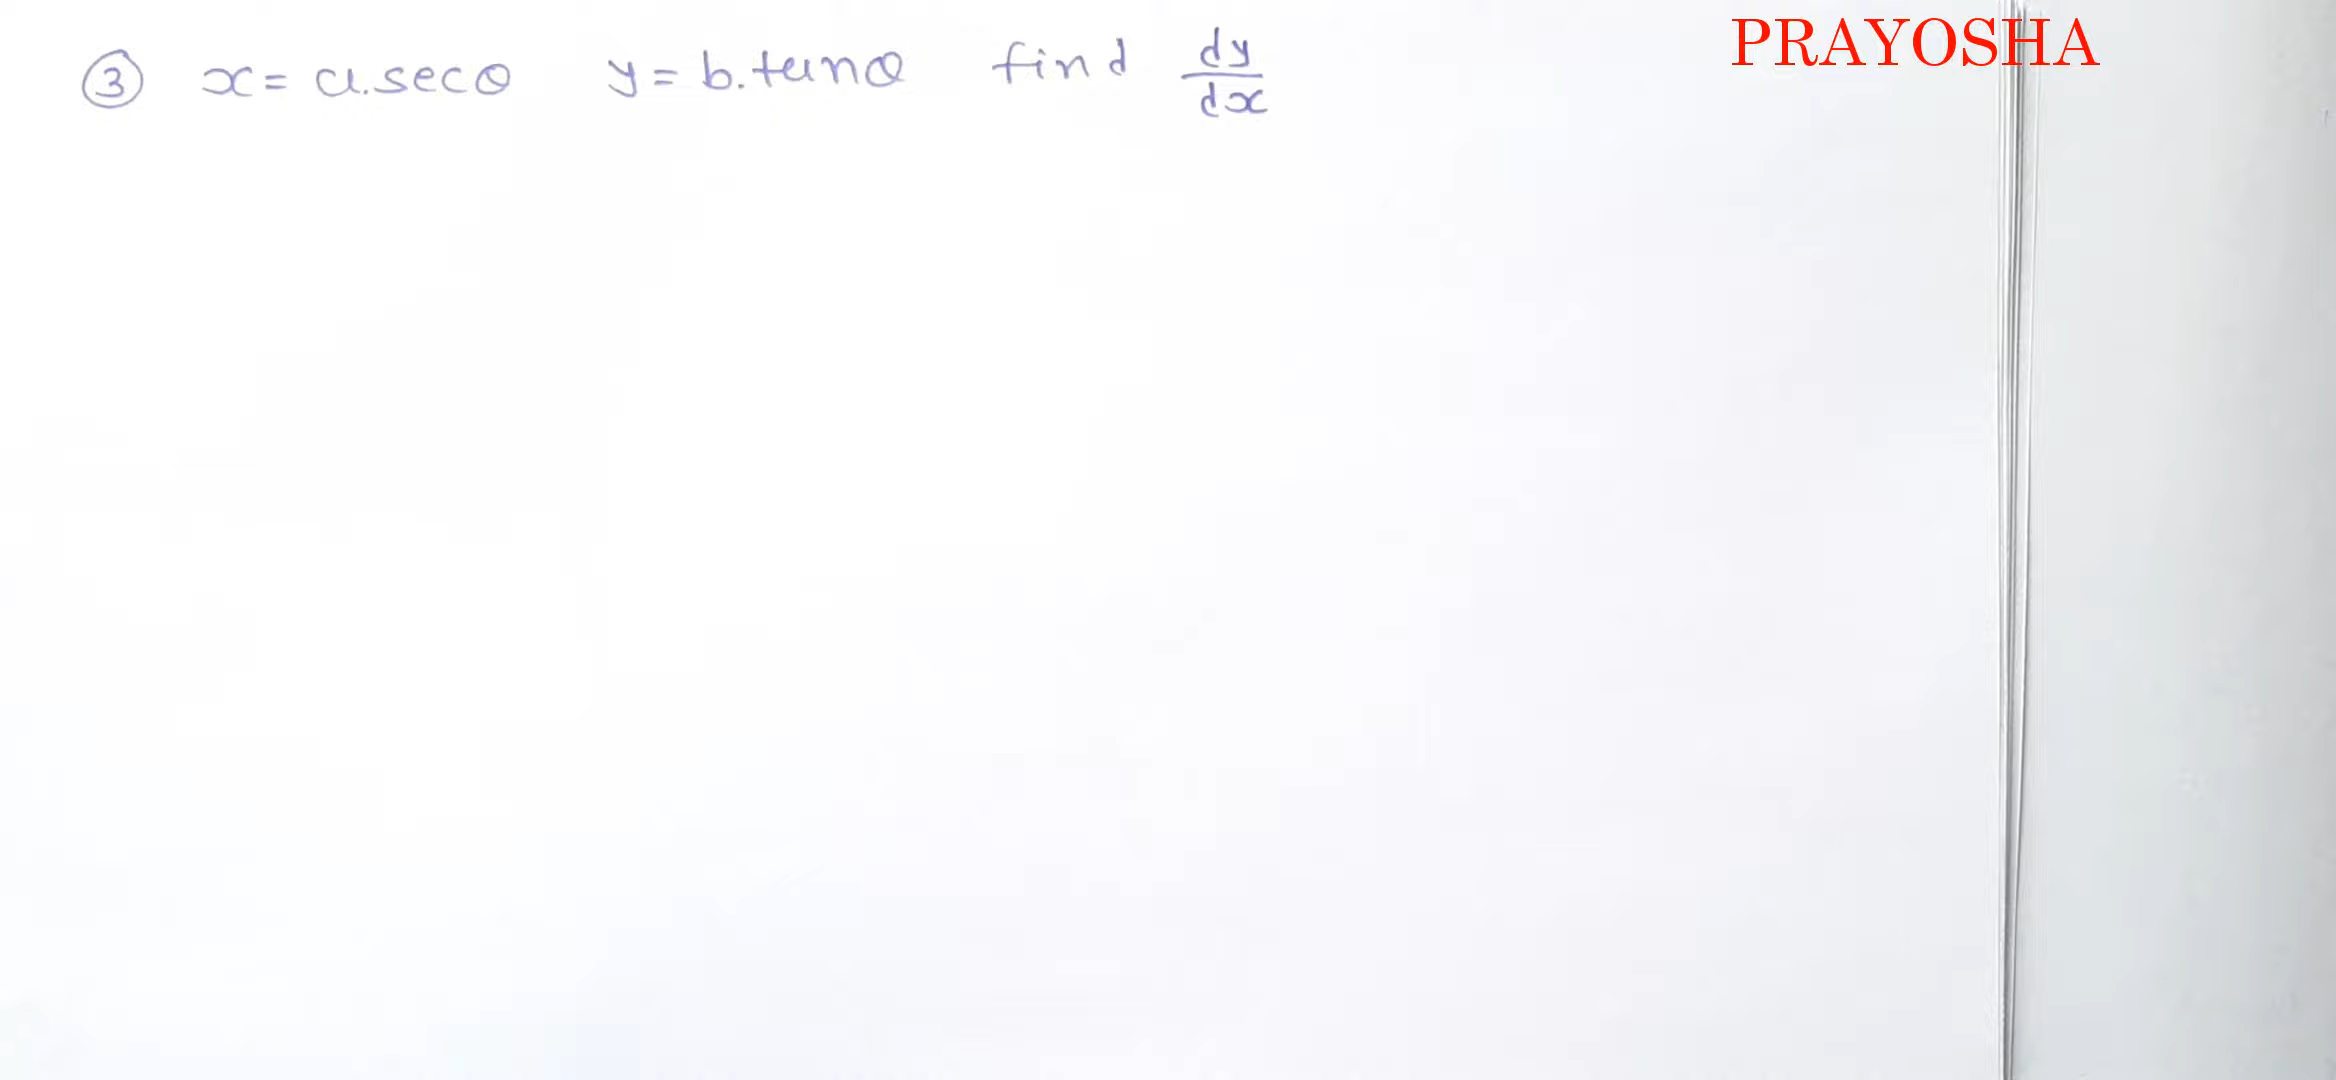 ③ x = a.secθ y = b.tanθ find dy/dx
PRAYOSHA